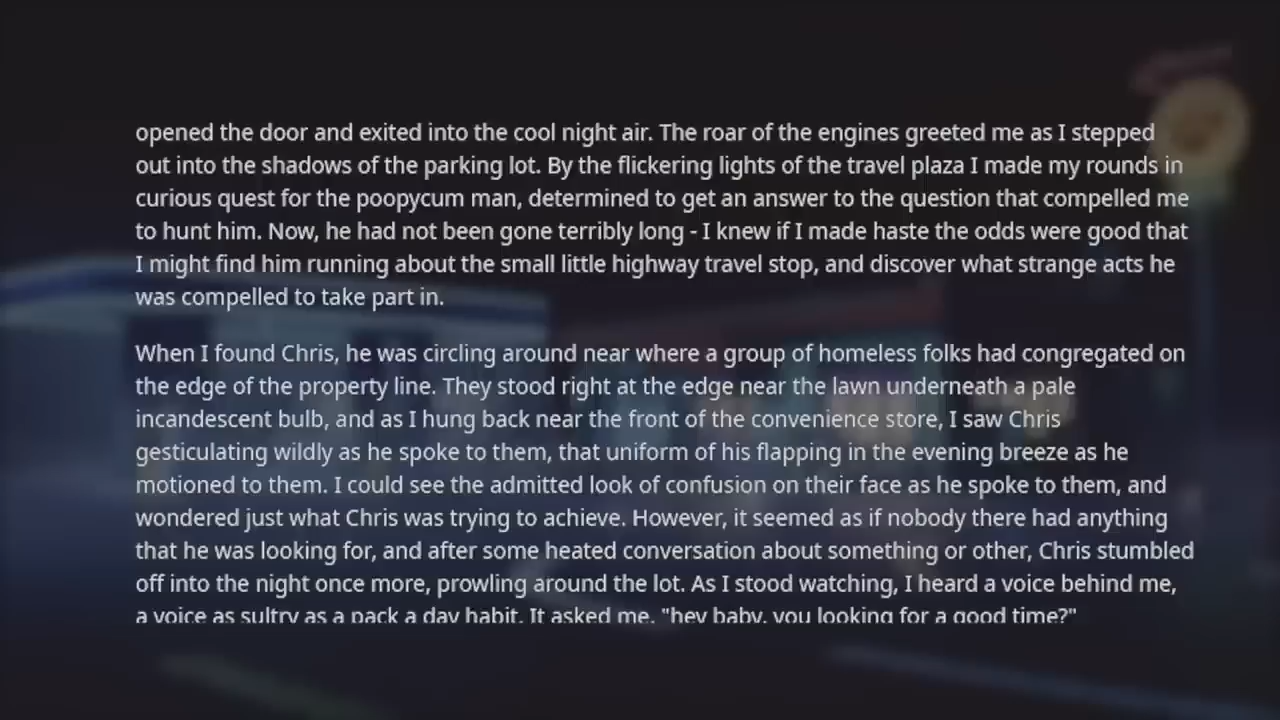 opened the door and exited into the cool night air. The roar of the engines greeted me as I stepped
out into the shadows of the parking lot. By the flickering lights of the travel plaza I made my rounds in
curious quest for the poopycum man, determined to get an answer to the question that compelled me
to hunt him. Now, he had not been gone terribly long - I knew if I made haste the odds were good that
I might find him running about the small little highway travel stop, and discover what strange acts he
was compelled to take part in.
When I found Chris, he was circling around near where a group of homeless folks had congregated on
the edge of the property line. They stood right at the edge near the lawn underneath a pale
incandescent bulb, and as I hung back near the front of the convenience store, I saw Chris
gesticulating wildly as he spoke to them, that uniform of his flapping in the evening breeze as he
motioned to them. I could see the admitted look of confusion on their face as he spoke to them, and
wondered just what Chris was trying to achieve. However, it seemed as if nobody there had anything
that he was looking for, and after some heated conversation about something or other, Chris stumbled
off into the night once more, prowling around the lot. As I stood watching, I heard a voice behind me,
a voice as sultry as a pack a day habit. It asked me, "hey baby, you looking for a good time?"